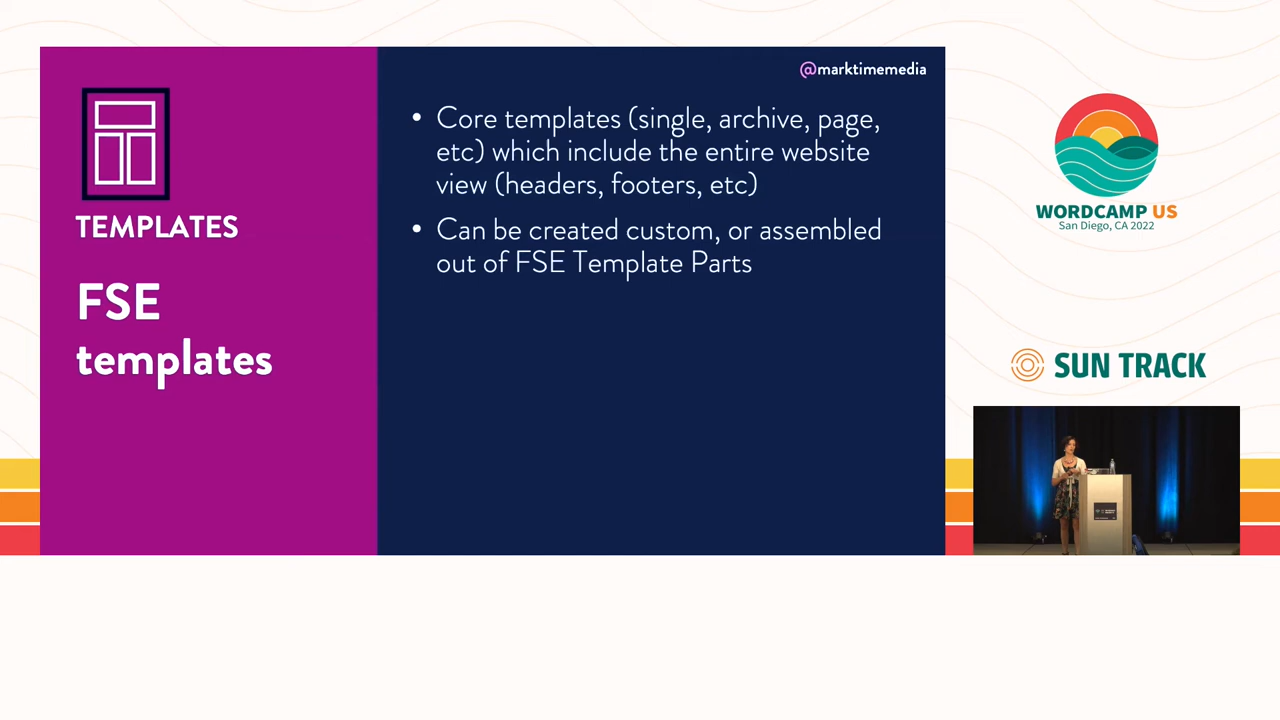 TEMPLATES
FSE
templates
@marktimemedia
• Core templates (single, archive, page,
etc) which include the entire website
view (headers, footers, etc)
• Can be created custom, or assembled
out of FSE Template Parts
WORDCAMP US
San Diego, CA 2022
SUN TRACK